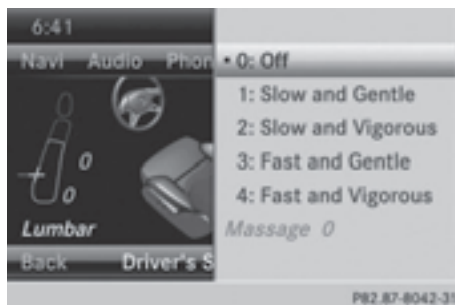 6:41
Navi Audio Phon
• 0: Off
1: Slow and Gentle
2: Slow and Vigorous
3: Fast and Gentle
4: Fast and Vigorous
Massage 0
0
0
Lumbar
Back Driver's S
P82.87-8042-31